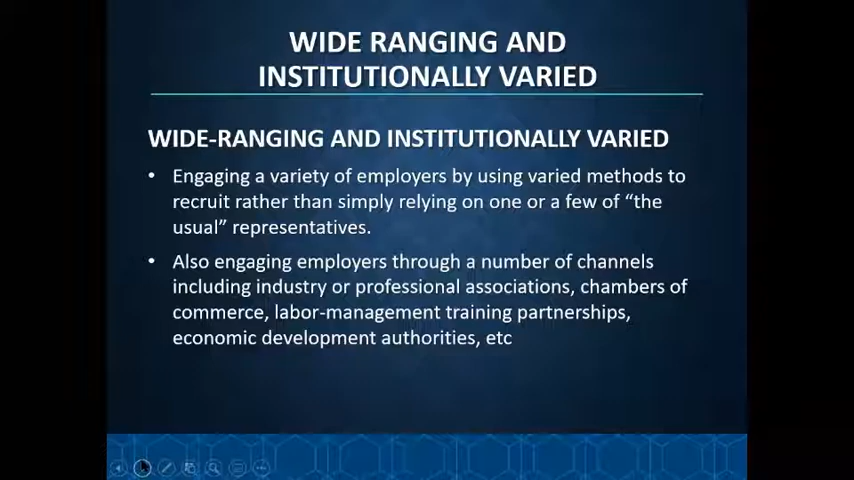 WIDE RANGING AND
INSTITUTIONALLY VARIED
WIDE-RANGING AND INSTITUTIONALLY VARIED
• Engaging a variety of employers by using varied methods to
recruit rather than simply relying on one or a few of “the
usual” representatives.
• Also engaging employers through a number of channels
including industry or professional associations, chambers of
commerce, labor-management training partnerships,
economic development authorities, etc